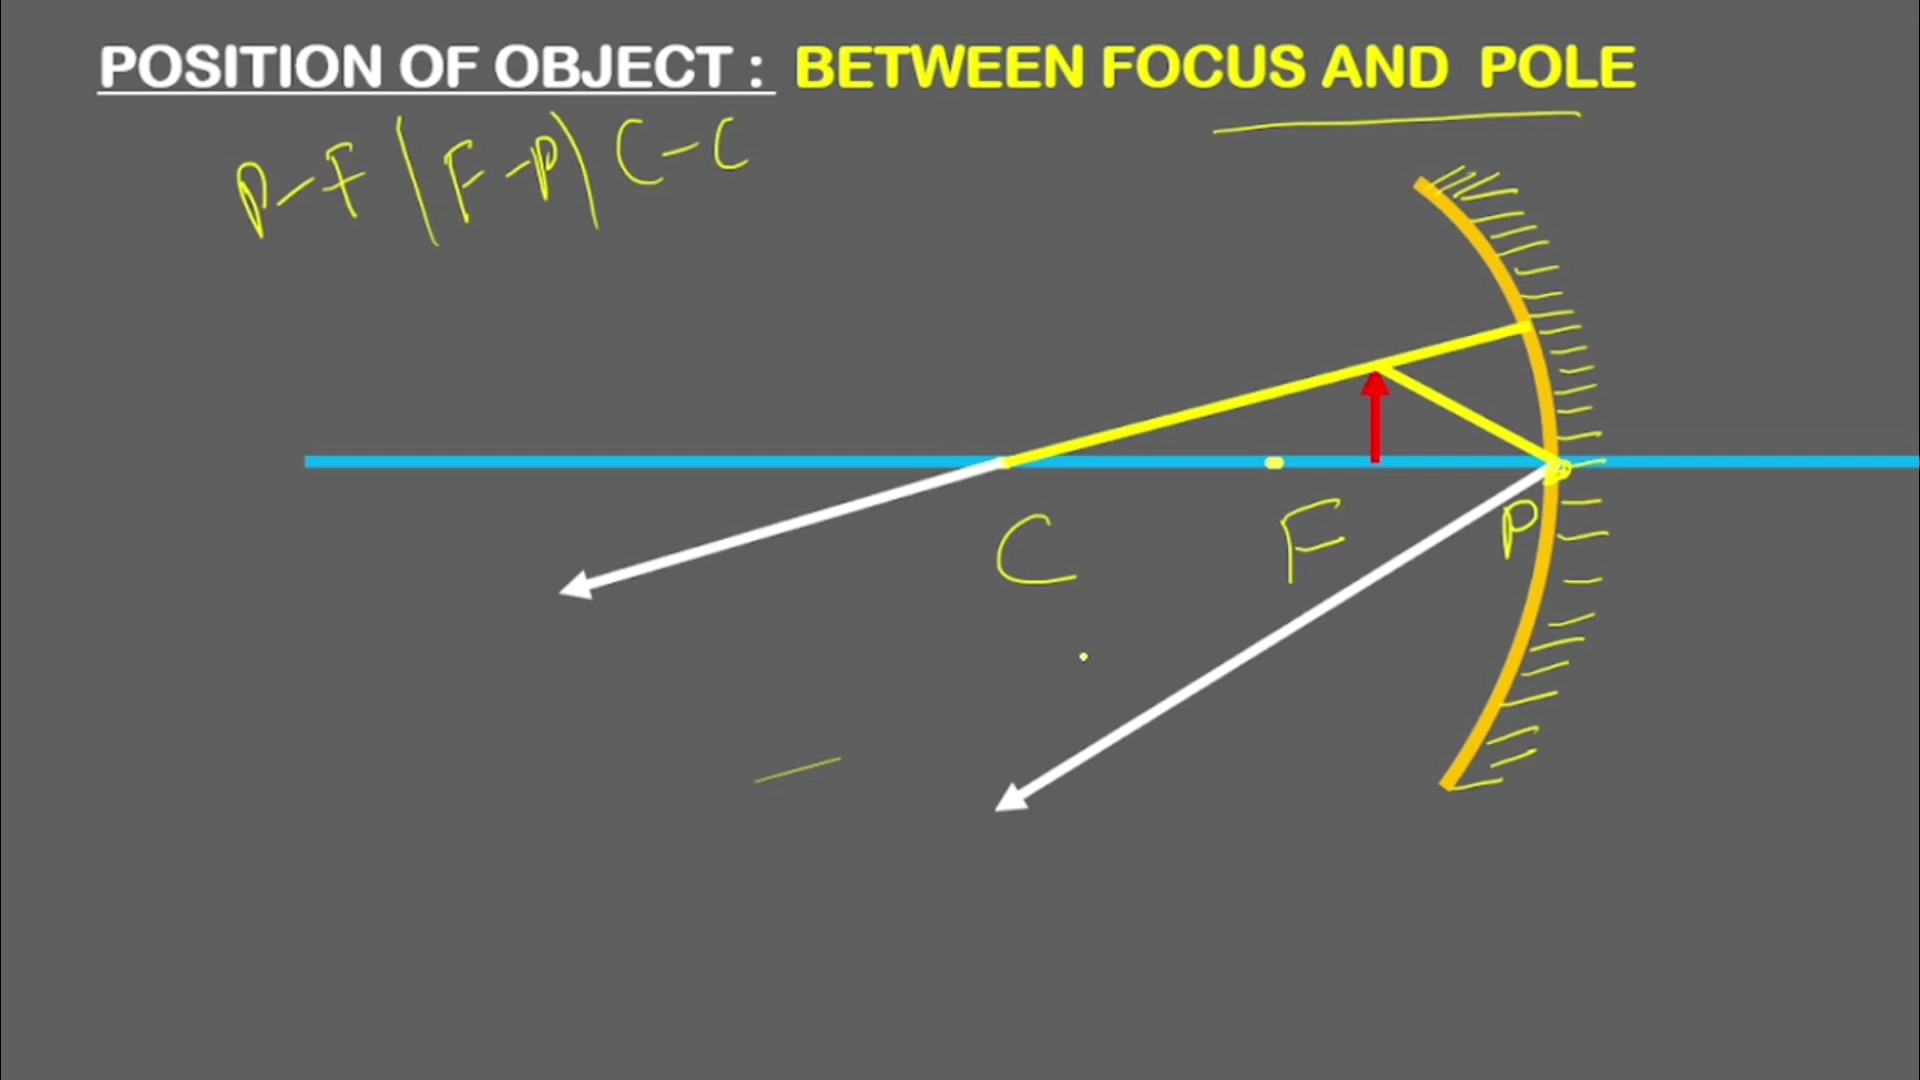 POSITION OF OBJECT : BETWEEN FOCUS AND POLE
P-F (F-P) C-C
C F P